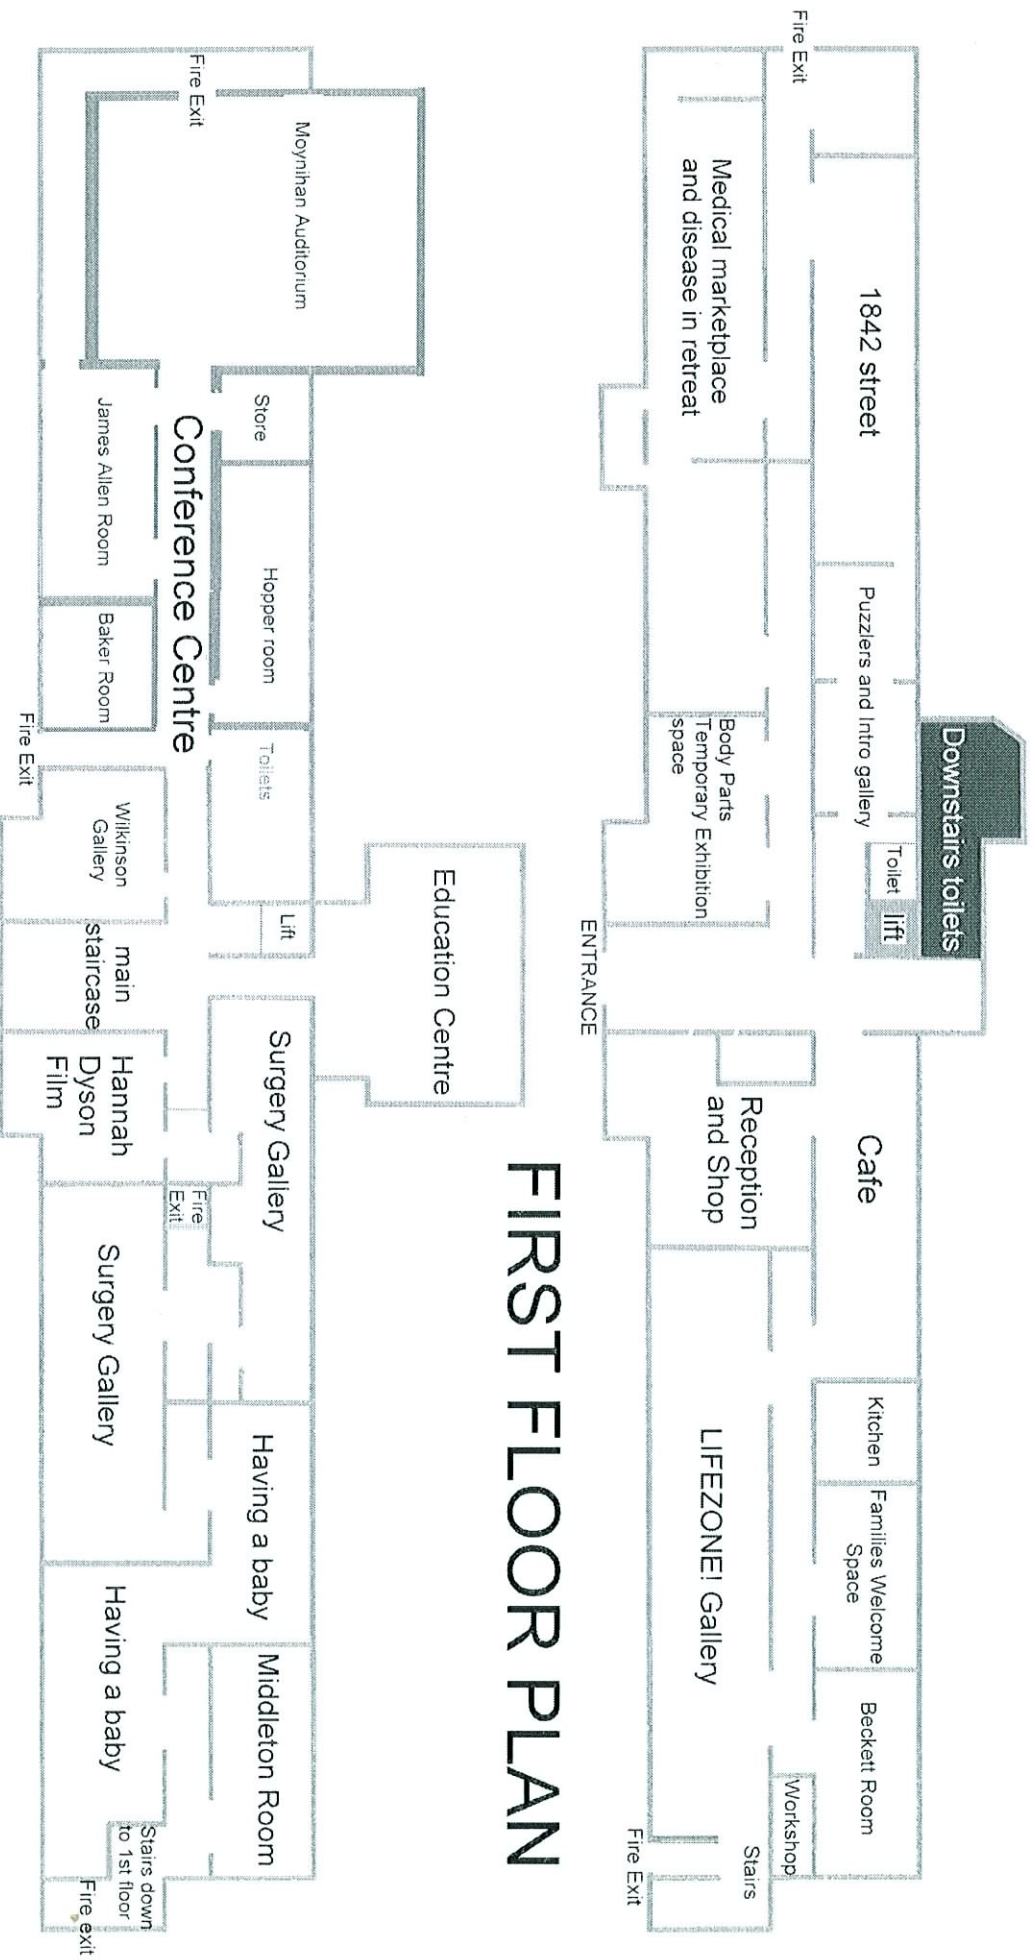 Fire Exit
1842 street
Puzzlers and Intro gallery
Downstairs toilets
Toilet
lift
Cafe
Kitchen
Families Welcome
Space
Beckett Room
Workshop
Stairs
Medical marketplace
and disease in retreat
Body Parts
Temporary Exhibition
space
ENTRANCE
Reception
and Shop
LIFEZONE! Gallery
Fire Exit
FIRST FLOOR PLAN
Education Centre
Moynihan Auditorium
Fire Exit
Store
Hopper room
Toilets
Lift
Surgery Gallery
Having a baby
Middleton Room
Conference Centre
James Allen Room
Baker Room
Fire Exit
Wilkinson
Gallery
main
staircase
Hannah
Dyson
Film
Fire
Exit
Surgery Gallery
Having a baby
Stairs down
to 1st floor
Fire exit